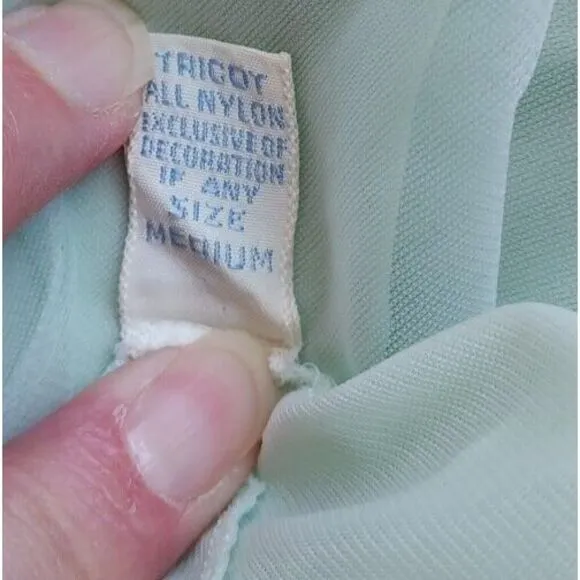 TRICOT
ALL NYLON
EXCLUSIVE OF
DECORATION
IF ANY
SIZE
MEDIUM